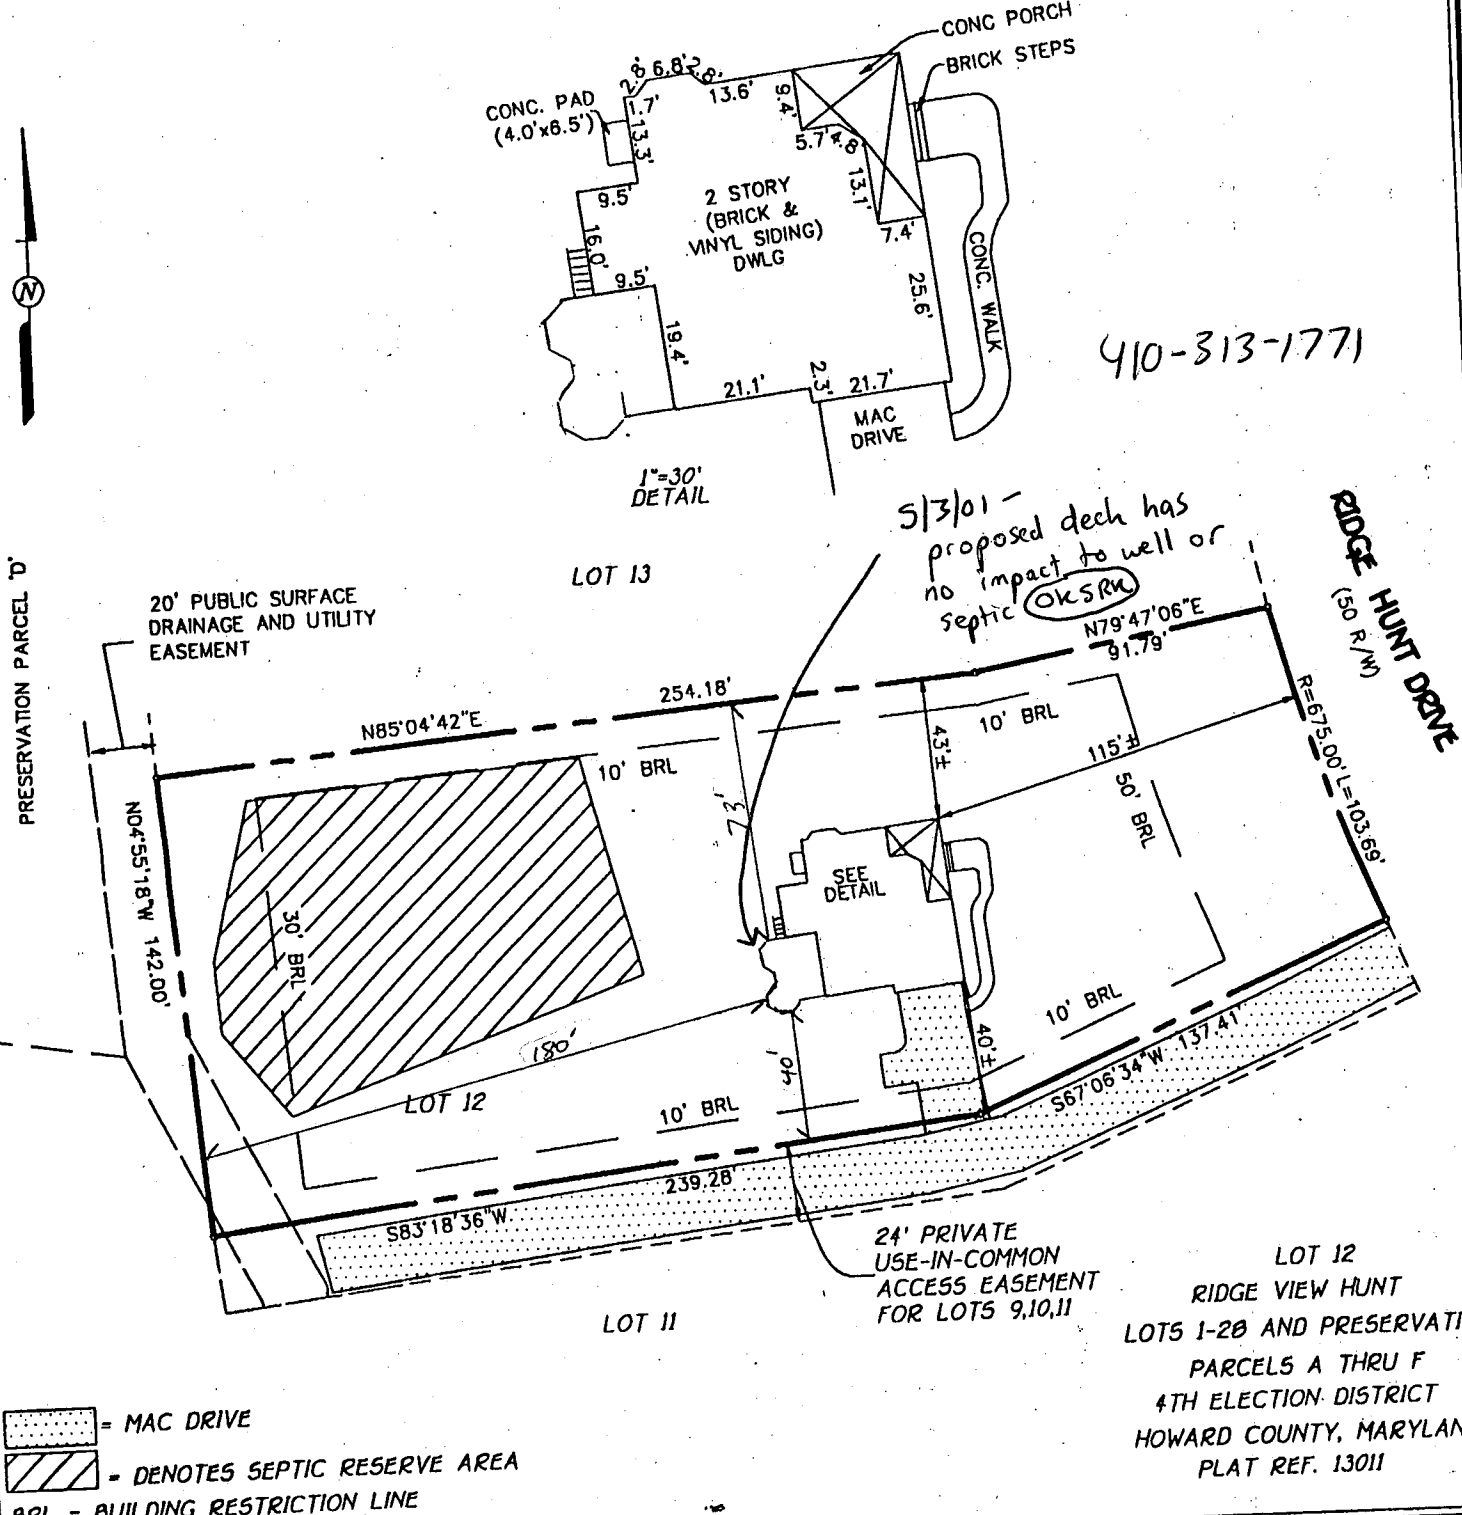 CONC PORCH
BRICK STEPS
2.8'
6.8'
2.8'
13.6'
9.4'
CONC. PAD
(4.0'x6.5')
1.7'
13.3'
5.7'
4.8'
13.1'
7.4'
9.5'
2 STORY
(BRICK &
VINYL SIDING)
DWLG
16.0'
9.5'
25.6'
CONC. WALK
19.4'
21.1'
2.3'
21.7'
MAC
DRIVE
1"=30'
DETAIL
N
410-313-1771
5/3/01 -
proposed deck has
no impact to well or
septic OKSRK
PRESERVATION PARCEL 'D'
LOT 13
20' PUBLIC SURFACE
DRAINAGE AND UTILITY
EASEMENT
RIDGE HUNT DRIVE
(50 R/W)
N79°47'06"E
91.79'
254.18'
N85°04'42"E
10' BRL
10' BRL
43'±
115'±
50' BRL
R=675.00' L=103.69'
73'
N04°55'18"W 142.00'
30' BRL
SEE
DETAIL
180'
40'
40'±
10' BRL
LOT 12
10' BRL
S67°06'34"W 137.41'
239.28'
S83°18'36"W
24' PRIVATE
USE-IN-COMMON
ACCESS EASEMENT
FOR LOTS 9,10,11
LOT 11
LOT 12
RIDGE VIEW HUNT
LOTS 1-28 AND PRESERVATI
PARCELS A THRU F
4TH ELECTION DISTRICT
HOWARD COUNTY, MARYLAN
PLAT REF. 13011
= MAC DRIVE
= DENOTES SEPTIC RESERVE AREA
BRL = BUILDING RESTRICTION LINE